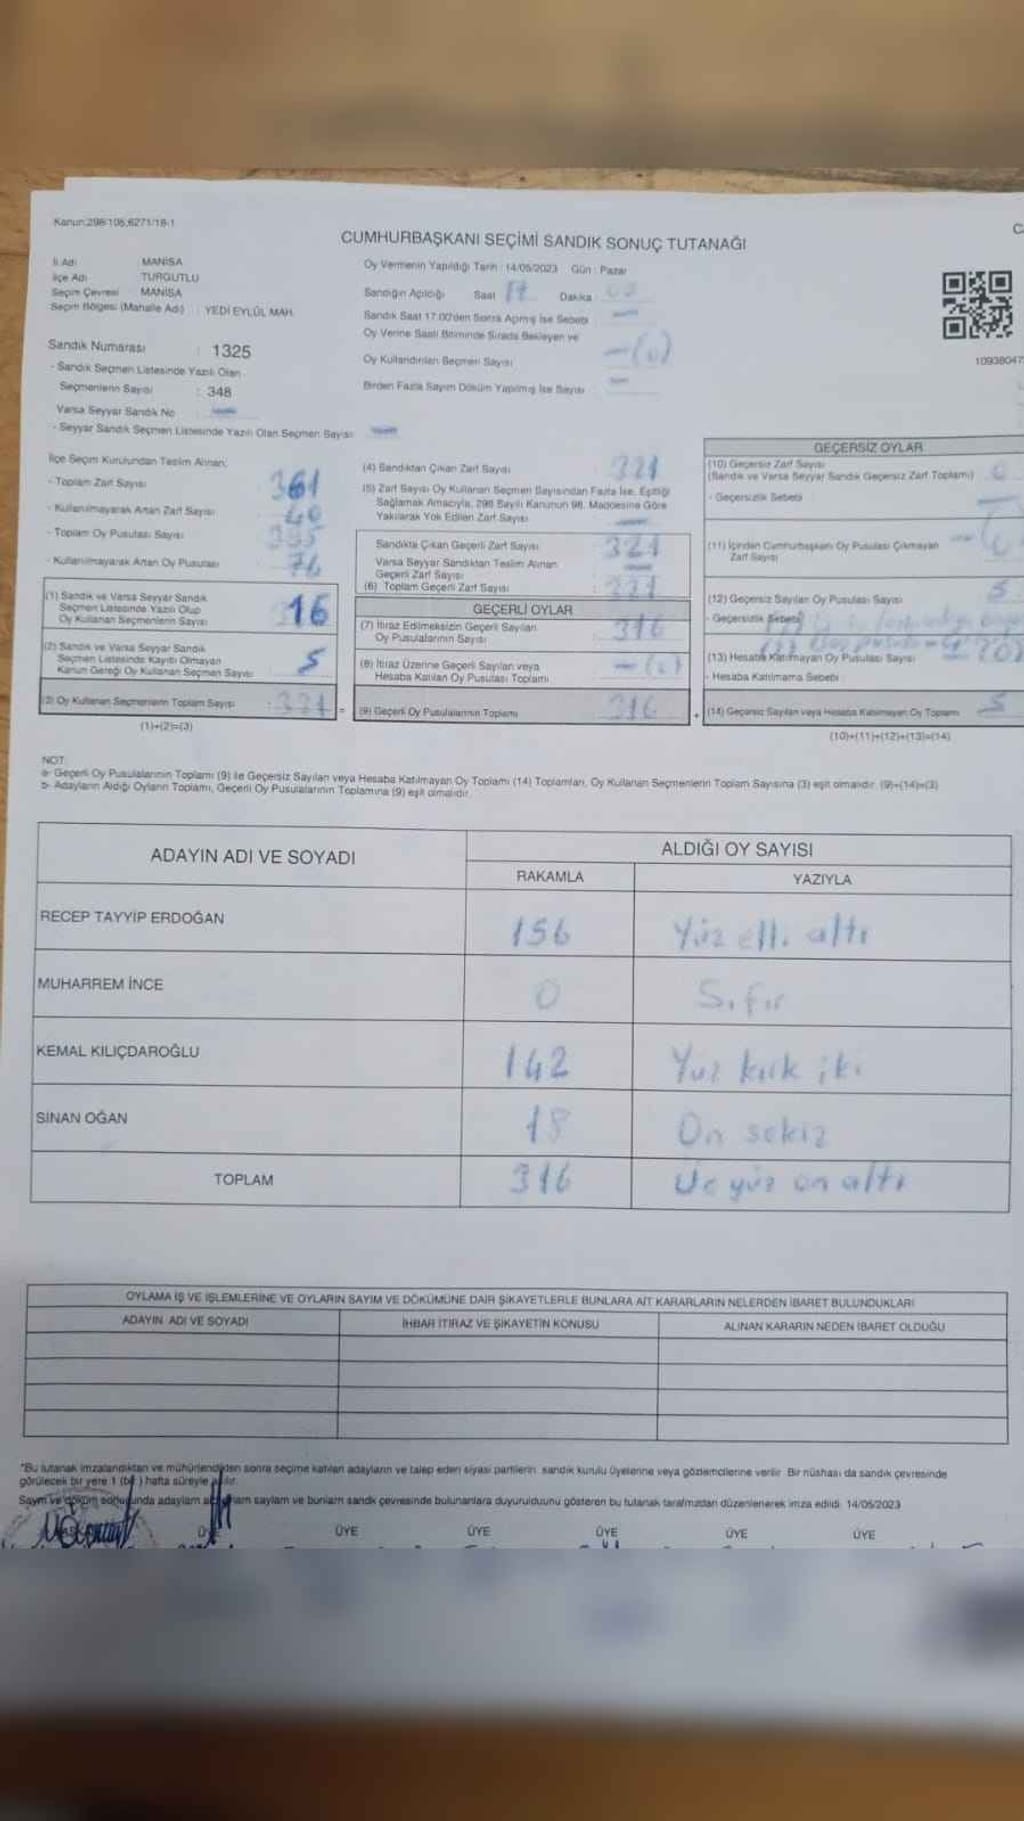 Kanun:298/105;6271/18-1
CUMHURBAŞKANI SEÇİMİ SANDIK SONUÇ TUTANAĞI
İl Adı MANİSA
İlçe Adı TURGUTLU
Seçim Çevresi MANİSA
Seçim Bölgesi (Mahalle Adı) : YEDİ EYLÜL MAH.
Sandık Numarası : 1325
- Sandık Seçmen Listesinde Yazılı Olan
Seçmenlerin Sayısı : 348
Varsa Seyyar Sandık No
- Seyyar Sandık Seçmen Listesinde Yazılı Olan Seçmen Sayısı
Oy Vermenin Yapıldığı Tarih : 14/05/2023 Gün : Pazar
Sandığın Açıldığı Saat 17 Dakika
Sandık Saat 17.00'den Sonra Açmış İse Sebebi
Oy Verme Saati Bitiminde Sırada Bekleyen ve
Oy Kullandırılan Seçmen Sayısı -(0)
Birden Fazla Sayım Döküm Yapılmış İse Sayısı
10938047
İlçe Seçim Kurulundan Teslim Alınan;
- Toplam Zarf Sayısı 361
- Kullanılmayarak Artan Zarf Sayısı 40
- Toplam Oy Pusulası Sayısı 395
- Kullanılmayarak Artan Oy Pusulası 74
(1) Sandık ve Varsa Seyyar Sandık
Seçmen Listesinde Yazılı Olup
Oy Kullanan Seçmenlerin Sayısı 316
(2) Sandık ve Varsa Seyyar Sandık
Seçmen Listesinde Kayıtlı Olmayan
Kanun Gereği Oy Kullanan Seçmen Sayısı 5
(3) Oy Kullanan Seçmenlerin Toplam Sayısı : 321
(1)+(2)=(3)
(4) Sandıktan Çıkan Zarf Sayısı 321
(5) Zarf Sayısı Oy Kullanan Seçmen Sayısından Fazla İse, Eşitliği
Sağlamak Amacıyla, 298 Sayılı Kanunun 98. Maddesine Göre
Yakılarak Yok Edilen Zarf Sayısı
Sandıkta Çıkan Geçerli Zarf Sayısı 321
Varsa Seyyar Sandıktan Teslim Alınan
Geçerli Zarf Sayısı
(6) Toplam Geçerli Zarf Sayısı 321
GEÇERLİ OYLAR
(7) İtiraz Edilmeksizin Geçerli Sayılan
Oy Pusulalarının Sayısı 316
(8) İtiraz Üzerine Geçerli Sayılan veya
Hesaba Katılan Oy Pusulası Toplamı -(0)
(9) Geçerli Oy Pusulalarının Toplamı 316
GEÇERSİZ OYLAR
(10) Geçersiz Zarf Sayısı
(Sandık ve Varsa Seyyar Sandık Geçersiz Zarf Toplamı) 0
- Geçersizlik Sebebi
(11) İçinden Cumhurbaşkanı Oy Pusulası Çıkmayan
Zarf Sayısı
(12) Geçersiz Sayılan Oy Pusulası Sayısı 5
- Geçersizlik Sebebi
(13) Hesaba Katılmayan Oy Pusulası Sayısı
- Hesaba Katılmama Sebebi
(14) Geçersiz Sayılan veya Hesaba Katılmayan Oy Toplamı 5
(10)+(11)+(12)+(13)=(14)
NOT:
a- Geçerli Oy Pusulalarının Toplamı (9) ile Geçersiz Sayılan veya Hesaba Katılmayan Oy Toplamı (14) Toplamları, Oy Kullanan Seçmenlerin Toplam Sayısına (3) eşit olmalıdır. (9)+(14)=(3)
b- Adayların Aldığı Oyların Toplamı, Geçerli Oy Pusulalarının Toplamına (9) eşit olmalıdır.
ADAYIN ADI VE SOYADI ALDIĞI OY SAYISI
RAKAMLA YAZIYLA
RECEP TAYYİP ERDOĞAN 156 Yüz elli altı
MUHARREM İNCE 0 Sıfır
KEMAL KILIÇDAROĞLU 142 Yüz kırk iki
SİNAN OĞAN 18 On sekiz
TOPLAM 316 Üç yüz on altı
OYLAMA İŞ VE İŞLEMLERİNE VE OYLARIN SAYIM VE DÖKÜMÜNE DAİR ŞİKAYETLERLE BUNLARA AİT KARARLARIN NELERDEN İBARET BULUNDUKLARI
ADAYIN ADI VE SOYADI İHBAR İTİRAZ VE ŞİKAYETİN KONUSU ALINAN KARARIN NEDEN İBARET OLDUĞU
*Bu tutanak imzalandıktan ve mühürlendikten sonra seçime katılan adayların ve talep eden siyasi partilerin sandık kurulu üyelerine veya gözlemcilerine verilir. Bir nüshası da sandık çevresinde
görülecek bir yere 1 (bir) hafta süreyle asılır.
Sayım ve döküm sonucunda adayların aldığı oyların sayıları ve bunların sandık çevresinde bulunanlara duyurulduğunu gösteren bu tutanak tarafımızdan düzenlenerek imza edildi. 14/05/2023
ÜYE ÜYE ÜYE ÜYE ÜYE ÜYE